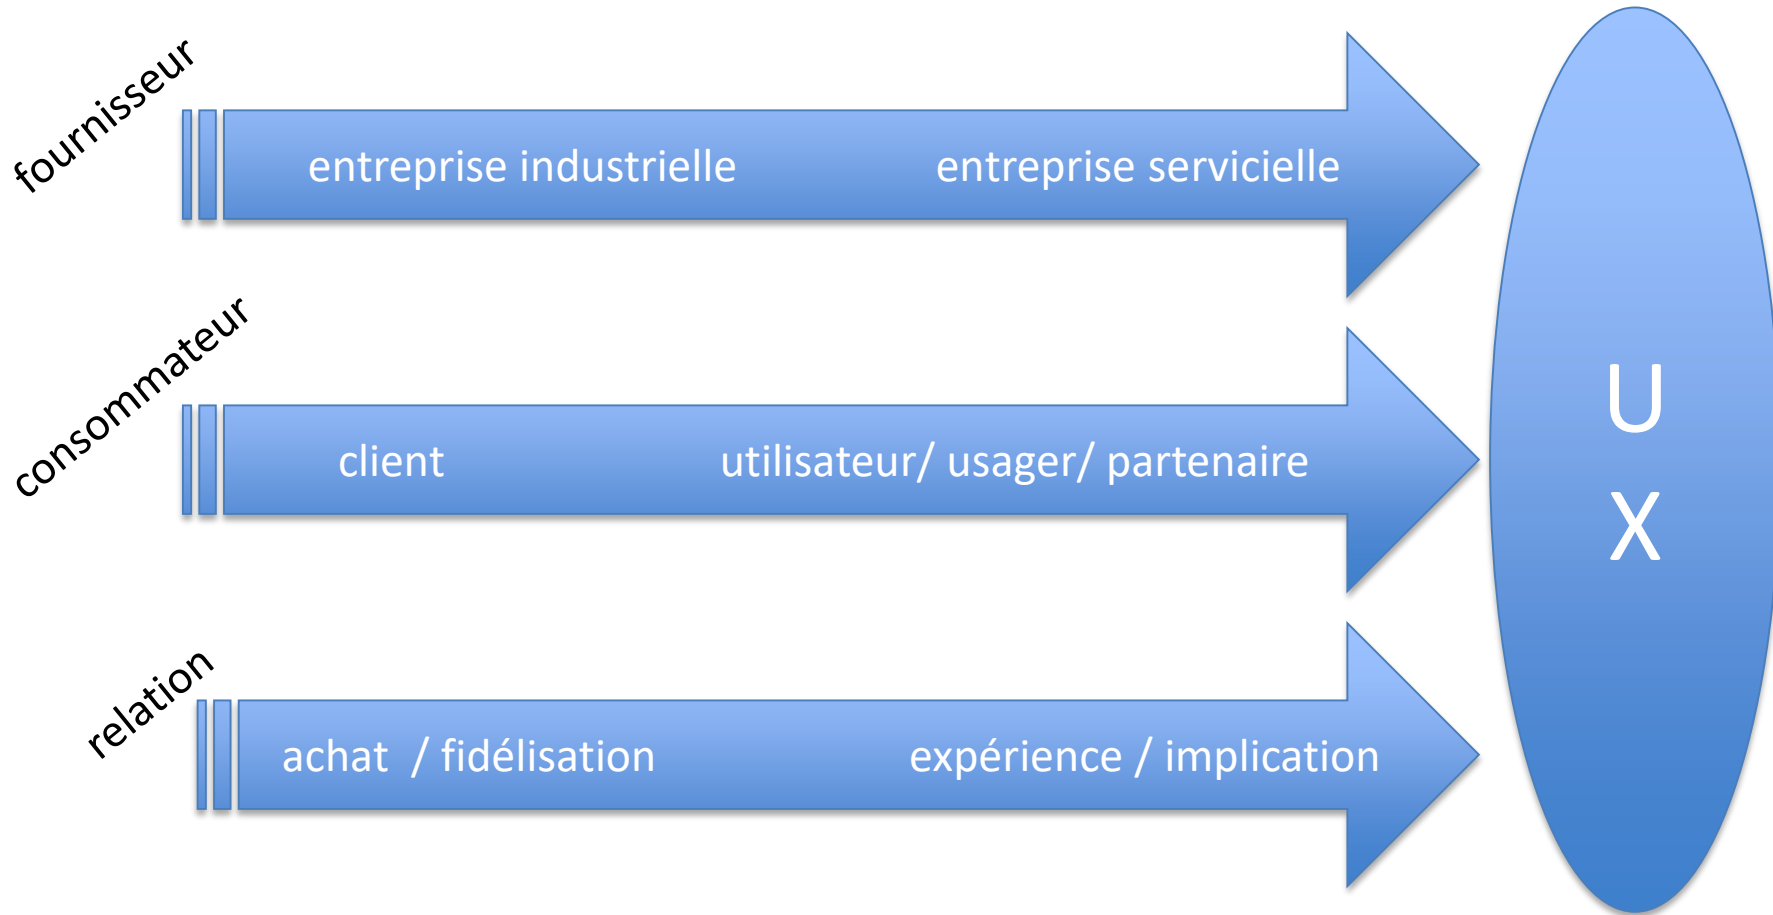 fournisseur
entreprise industrielle entreprise servicielle
consommateur
client utilisateur/ usager/ partenaire
relation
achat / fidélisation expérience / implication
U
X